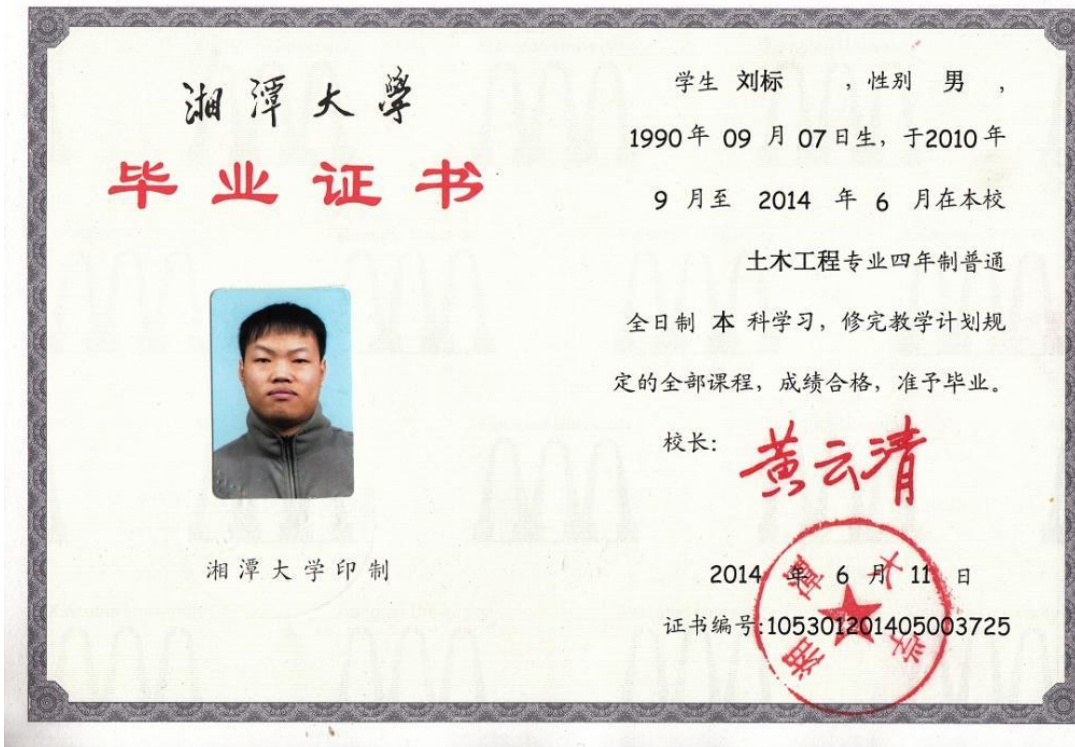 湘潭大學
毕业证书
湘潭大学印制
学生 刘标 ，性别 男 ，
1990年 09 月 07日生，于2010年
9 月至 2014 年 6 月在本校
土木工程专业四年制普通
全日制 本 科学习，修完教学计划规
定的全部课程，成绩合格，准予毕业。
校长：黄云清
2014 年 6 月 11 日
证书编号:105301201405003725
湘潭大学